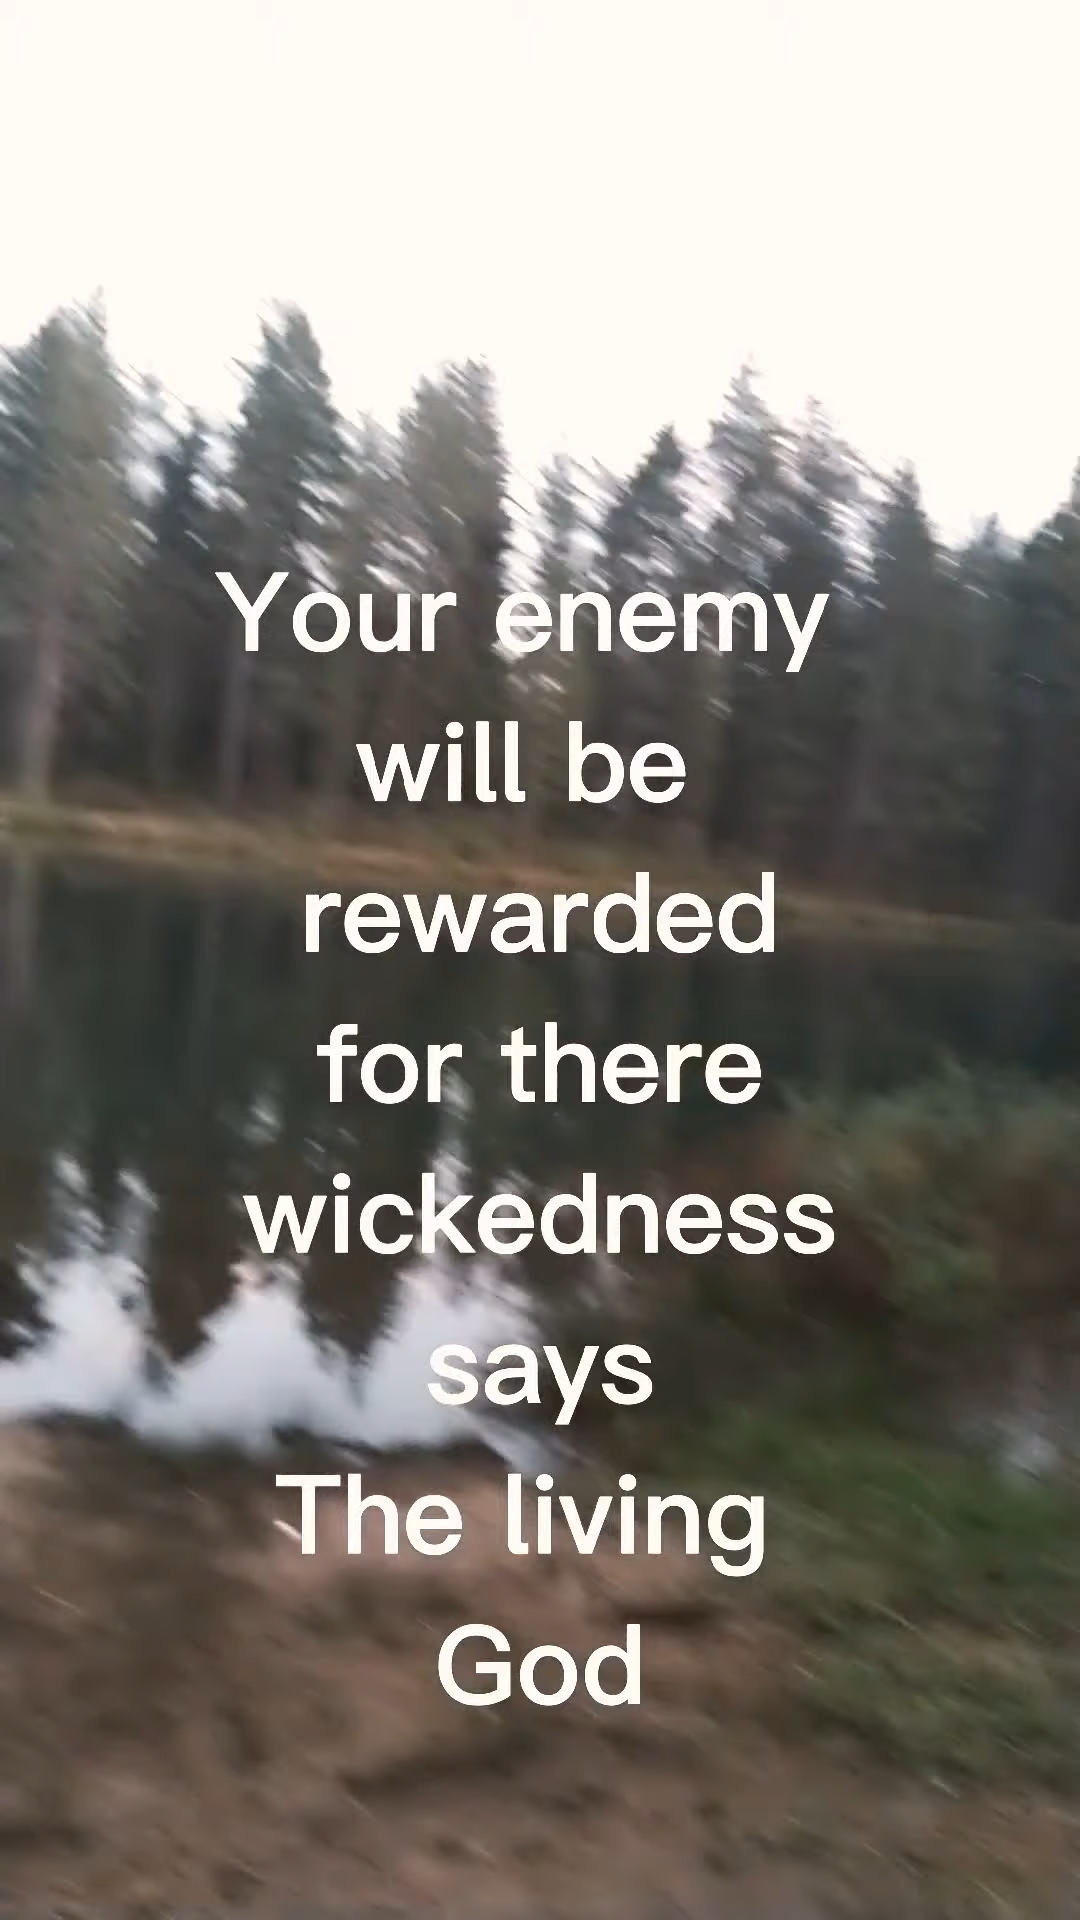 Your enemy
will be
rewarded
for there
wickedness
says
The living
God